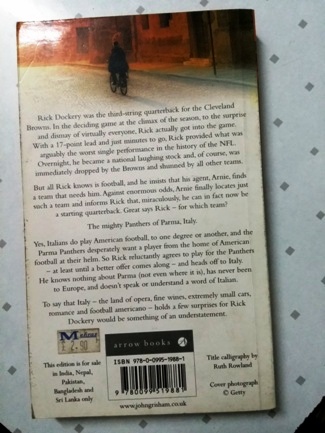 Rick Dockery was the third-string quarterback for the Cleveland
Browns. In the deciding game at the climax of the season, to the surprise
and dismay of virtually everyone, Rick actually got into the game.
With a 17-point lead and just minutes to go, Rick provided what was
arguably the worst single performance in the history of the NFL.
Overnight, he became a national laughing stock and, of course, was
immediately dropped by the Browns and shunned by all other teams.
But all Rick knows is football, and he insists that his agent, Arnie, finds
a team that needs him. Against enormous odds, Arnie finally locates just
such a team and informs Rick that, miraculously, he can in fact now be
a starting quarterback. Great says Rick – for which team?
The mighty Panthers of Parma, Italy.
Yes, Italians do play American football, to one degree or another, and the
Parma Panthers desperately want a player from the home of American
football at their helm. So Rick reluctantly agrees to play for the Panthers
– at least until a better offer comes along – and heads off to Italy.
He knows nothing about Parma (not even where it is), has never been
to Europe, and doesn't speak or understand a word of Italian.
To say that Italy – the land of opera, fine wines, extremely small cars,
romance and football americano – holds a few surprises for Rick
Dockery would be something of an understatement.
arrow books
This edition is for sale
in India, Nepal,
Pakistan,
Bangladesh and
Sri Lanka only
ISBN 978-0-0995-1988-1
9 780099 519881
Title calligraphy by
Ruth Rowland
Cover photograph
© Getty
www.johngrisham.co.uk